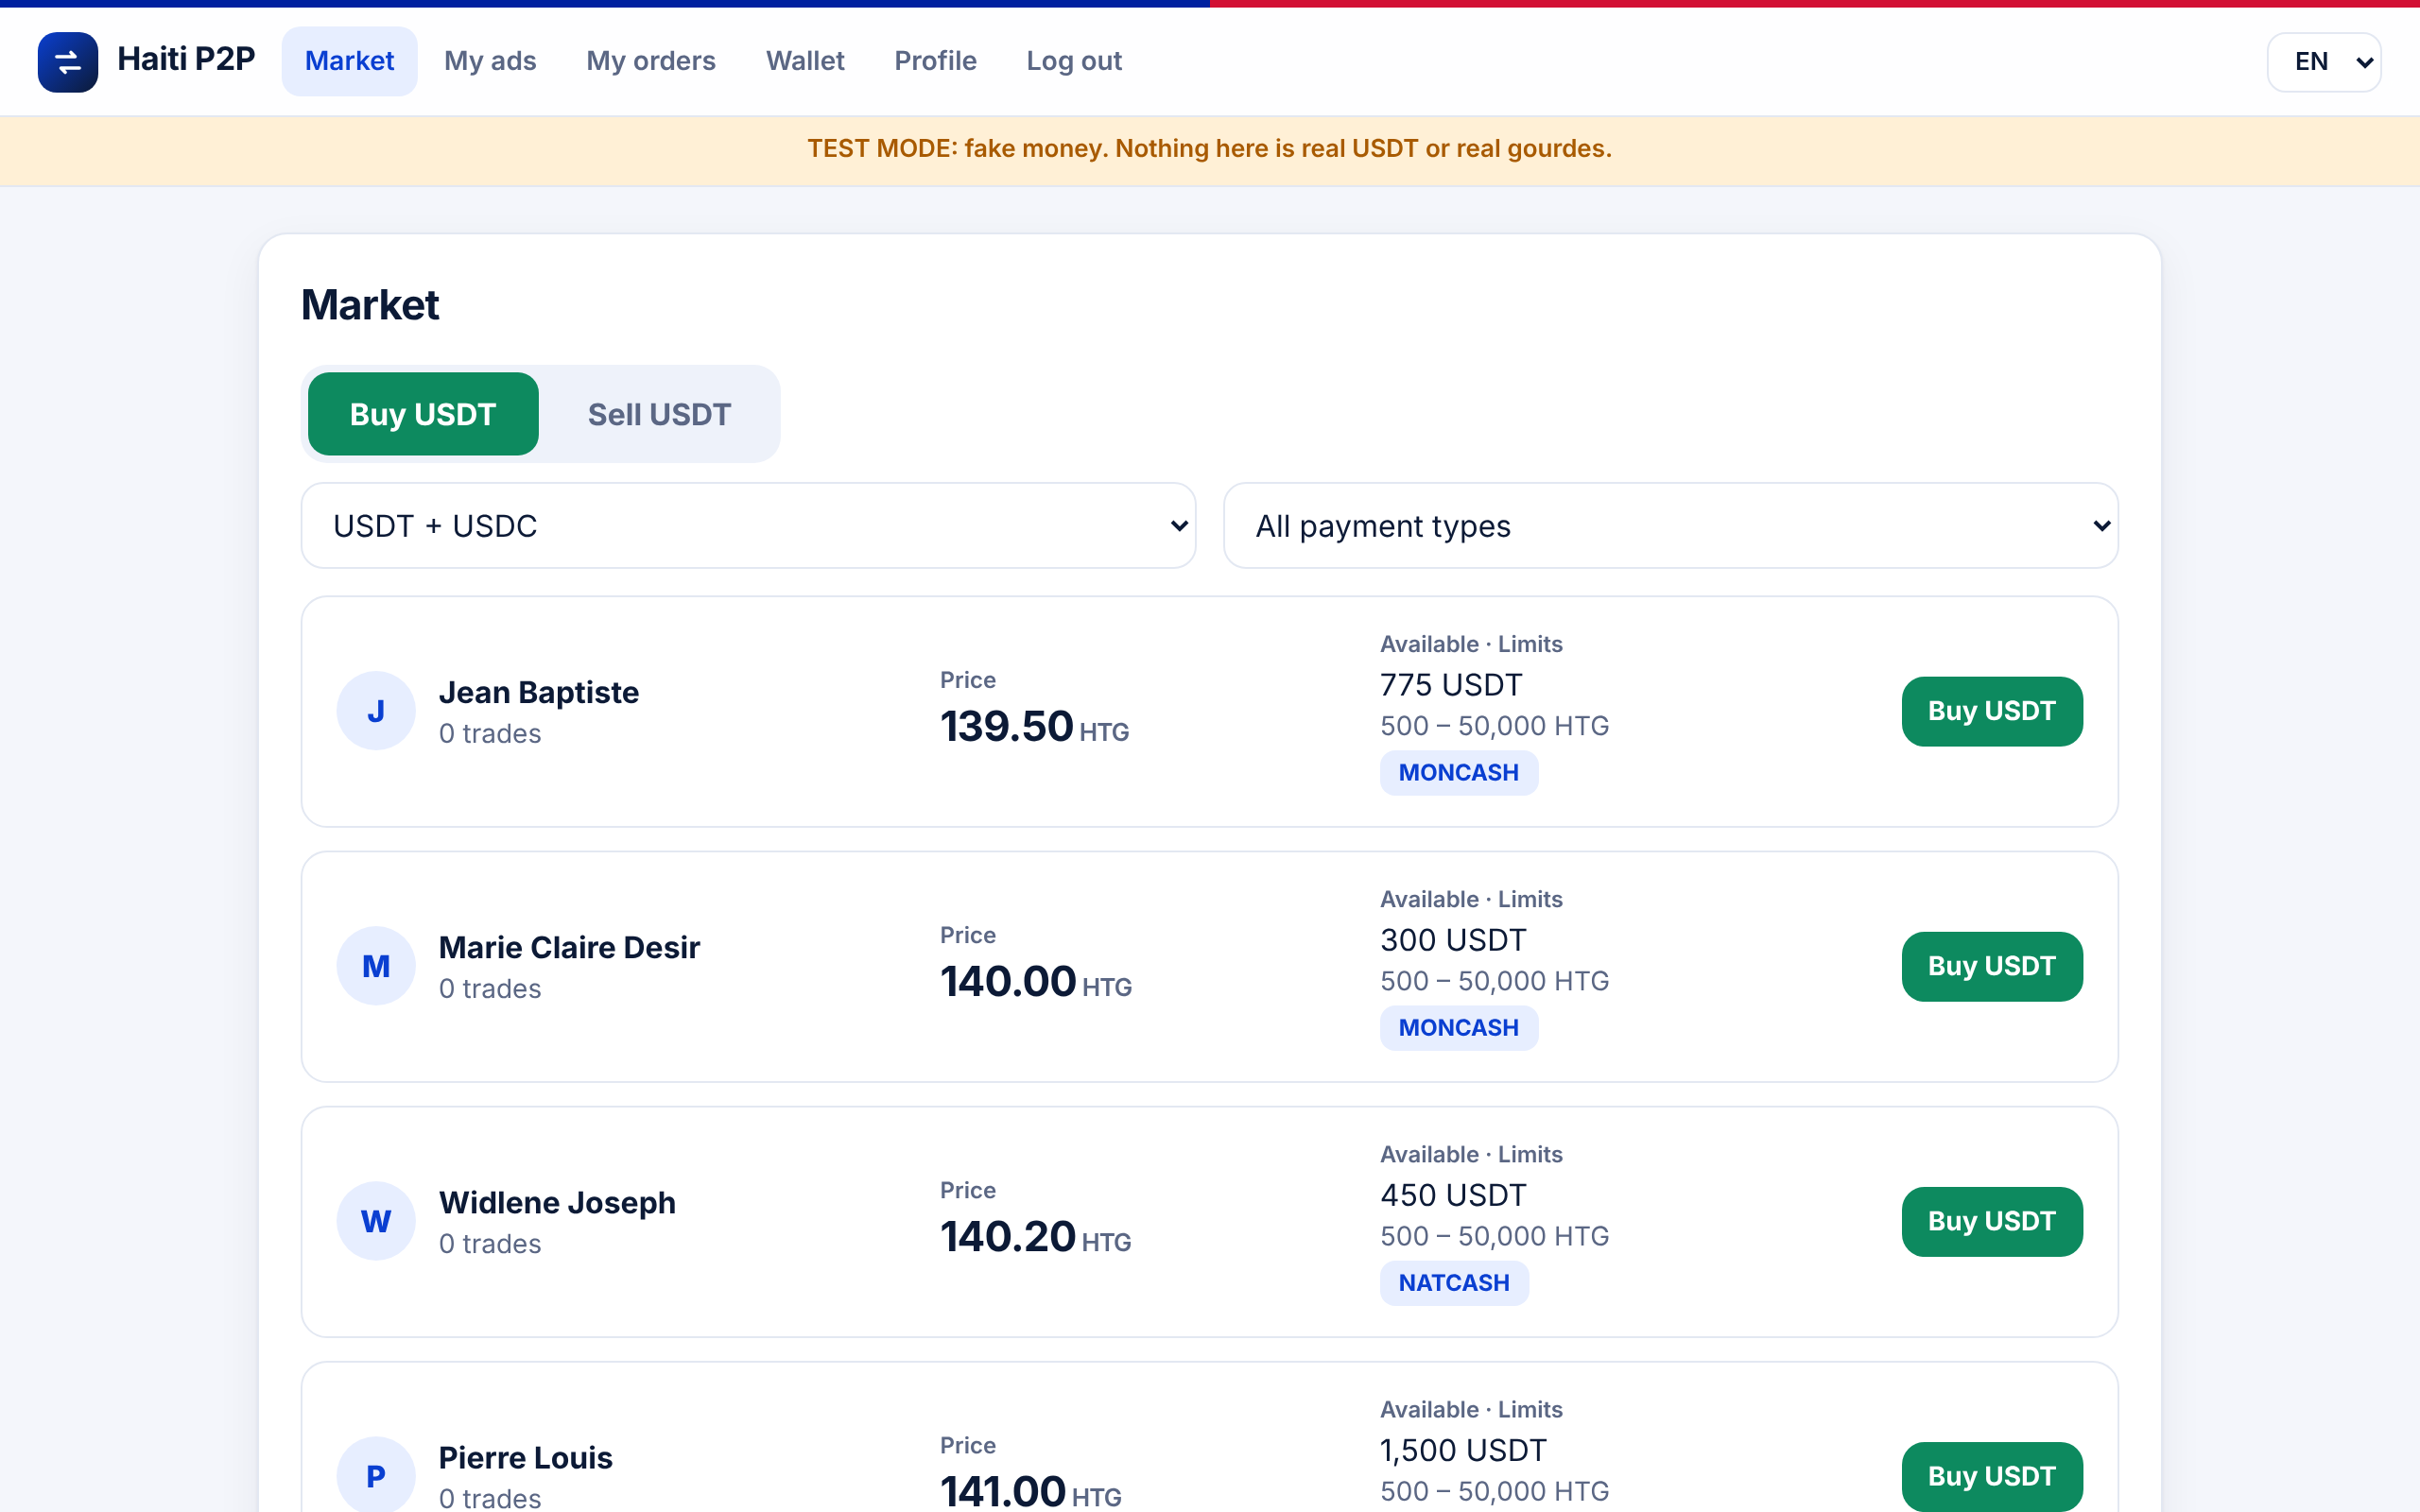 Haiti P2P
Market
My ads
My orders
Wallet
Profile
Log out
EN
TEST MODE: fake money. Nothing here is real USDT or real gourdes.
Market
Buy USDT
Sell USDT
USDT + USDC
All payment types
J
Jean Baptiste
0 trades
Price
139.50 HTG
Available · Limits
775 USDT
500 – 50,000 HTG
MONCASH
Buy USDT
M
Marie Claire Desir
0 trades
Price
140.00 HTG
Available · Limits
300 USDT
500 – 50,000 HTG
MONCASH
Buy USDT
W
Widlene Joseph
0 trades
Price
140.20 HTG
Available · Limits
450 USDT
500 – 50,000 HTG
NATCASH
Buy USDT
P
Pierre Louis
0 trades
Price
141.00 HTG
Available · Limits
1,500 USDT
500 – 50,000 HTG
Buy USDT